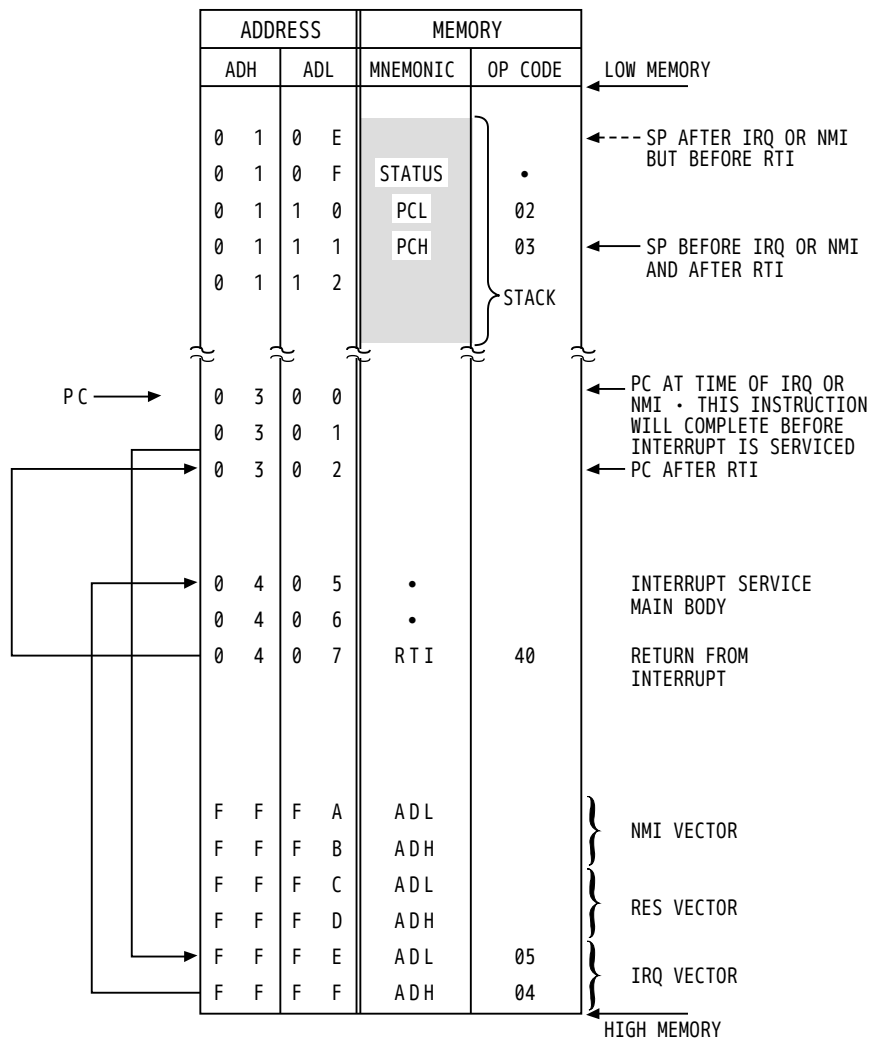 ADDRESS MEMORY
ADH ADL MNEMONIC OP CODE LOW MEMORY
0 1 0 E SP AFTER IRQ OR NMI
BUT BEFORE RTI
0 1 0 F STATUS •
0 1 1 0 PCL 02
0 1 1 1 PCH 03 SP BEFORE IRQ OR NMI
AND AFTER RTI
0 1 1 2
STACK
PC 0 3 0 0 PC AT TIME OF IRQ OR
NMI · THIS INSTRUCTION
0 3 0 1 WILL COMPLETE BEFORE
INTERRUPT IS SERVICED
0 3 0 2 PC AFTER RTI
0 4 0 5 • INTERRUPT SERVICE
MAIN BODY
0 4 0 6 •
0 4 0 7 RTI 40 RETURN FROM
INTERRUPT
F F F A ADL
NMI VECTOR
F F F B ADH
F F F C ADL
RES VECTOR
F F F D ADH
F F F E ADL 05
IRQ VECTOR
F F F F ADH 04
HIGH MEMORY